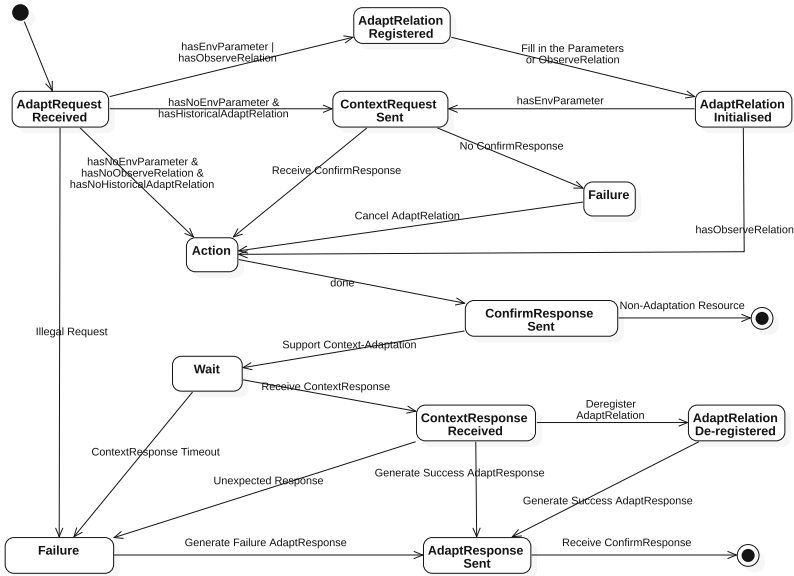 AdaptRelation
Registered
hasEnvParameter |
hasObserveRelation
Fill in the Parameters
or ObserveRelation
AdaptRequest
Received
hasNoEnvParameter &
hasHistoricalAdaptRelation
ContextRequest
Sent
hasEnvParameter
AdaptRelation
Initialised
hasNoEnvParameter &
hasNoObserveRelation &
hasNoHistoricalAdaptRelation
Receive ConfirmResponse
No ConfirmResponse
Failure
Cancel AdaptRelation
hasObserveRelation
Action
done
ConfirmResponse
Sent
Non-Adaptation Resource
Illegal Request
Support Context-Adaptation
Wait
Receive ContextResponse
ContextResponse
Received
Deregister
AdaptRelation
AdaptRelation
De-registered
ContextResponse Timeout
Unexpected Response
Generate Success AdaptResponse
Generate Success AdaptResponse
Failure
Generate Failure AdaptResponse
AdaptResponse
Sent
Receive ConfirmResponse